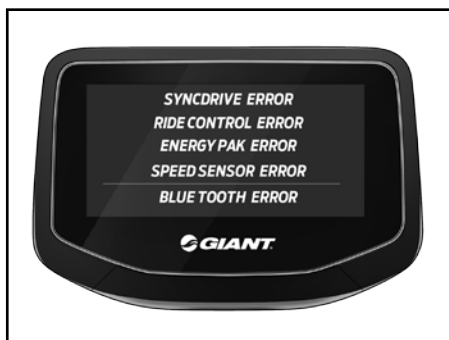 SYNCDRIVE ERROR
RIDE CONTROL ERROR
ENERGY PAK ERROR
SPEED SENSOR ERROR
BLUE TOOTH ERROR
GIANT